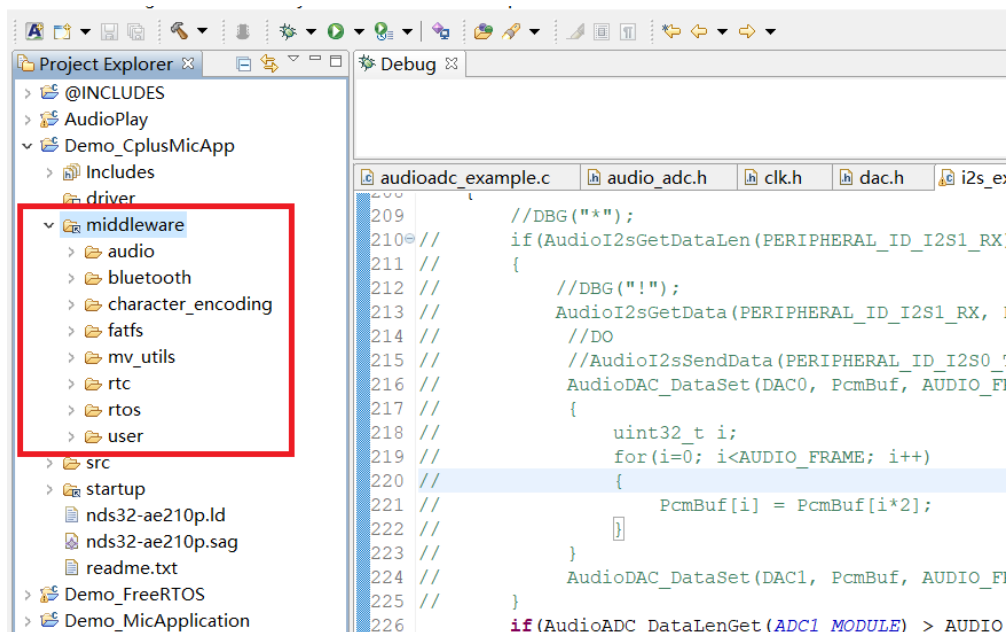 Project Explorer
@INCLUDES
AudioPlay
Demo_CplusMicApp
Includes
driver
middleware
audio
bluetooth
character_encoding
fatfs
mv_utils
rtc
rtos
user
src
startup
nds32-ae210p.ld
nds32-ae210p.sag
readme.txt
Demo_FreeRTOS
Demo_MicApplication
Debug
audioadc_example.c audio_adc.h clk.h dac.h
209 //DBG("*");
210 // if(AudioI2sGetDataLen(PERIPHERAL_ID_I2S1_RX)
211 // {
212 // //DBG("!");
213 // AudioI2sGetData(PERIPHERAL_ID_I2S1_RX,
214 // //DO
215 // //AudioI2sSendData(PERIPHERAL_ID_I2S0_
216 // AudioDAC_DataSet(DAC0, PcmBuf,
217 // {
218 // uint32_t i;
219 // for(i=0; i<AUDIO_FRAME; i++)
220 // {
221 // PcmBuf[i] = PcmBuf[i*2];
222 // }
223 // }
224 // AudioDAC_DataSet(DAC1, PcmBuf,
225 // }
226 if(AudioADC_DataLenGet(ADC1_MODULE) > AUDIO